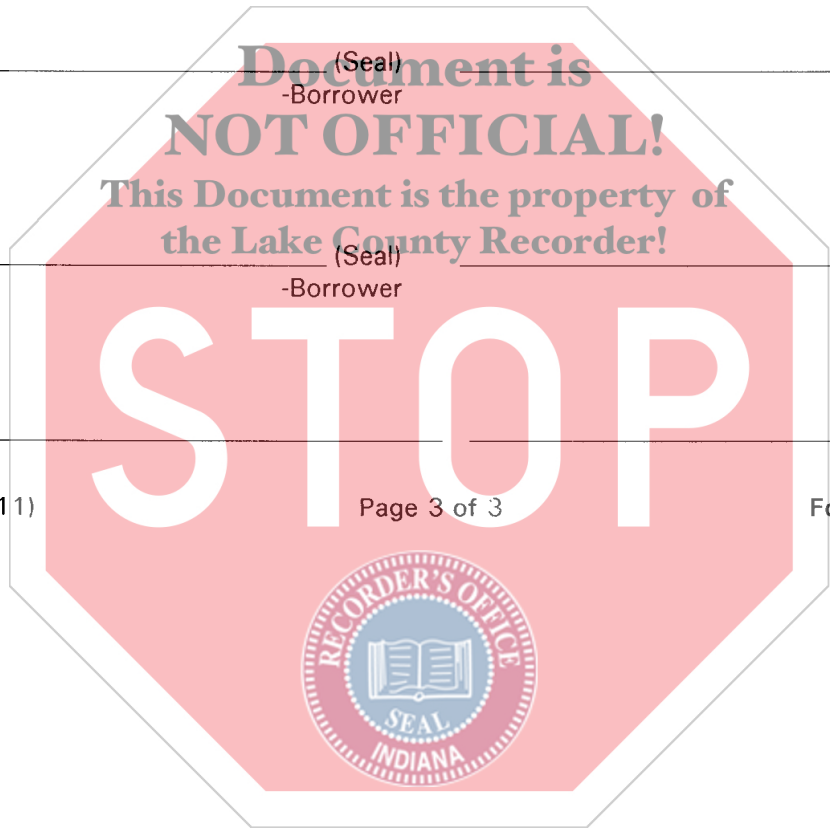 (Seal)
-Borrower
Document is
NOT OFFICIAL!
This Document is the property of
the Lake County Recorder!
(Seal)
-Borrower
STOP
11)
Page 3 of 3
Fo
RECORDER'S OFFICE
SEAL
INDIANA